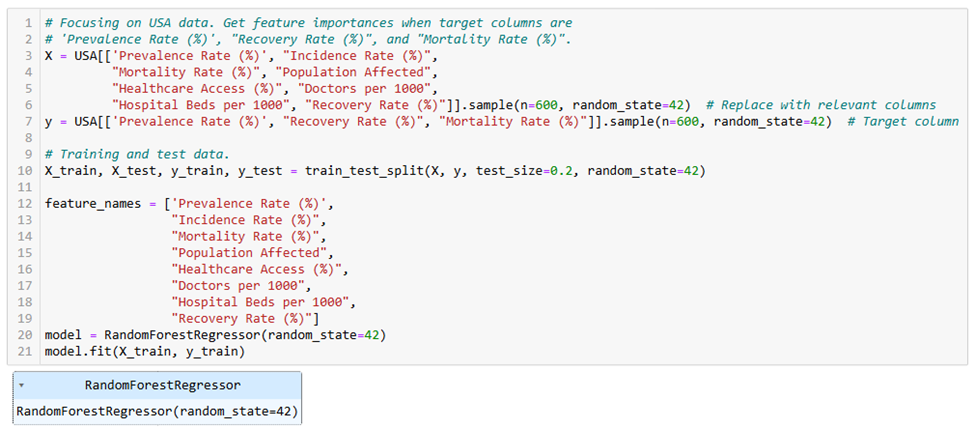 1 # Focusing on USA data. Get feature importances when target columns are
2 # 'Prevalence Rate (%)', "Recovery Rate (%)", and "Mortality Rate (%)".
3 X = USA[['Prevalence Rate (%)', "Incidence Rate (%)",
4 "Mortality Rate (%)", "Population Affected",
5 "Healthcare Access (%)", "Doctors per 1000",
6 "Hospital Beds per 1000", "Recovery Rate (%)"]].sample(n=600, random_state=42)  # Replace with relevant columns
7 y = USA[['Prevalence Rate (%)', "Recovery Rate (%)", "Mortality Rate (%)"]].sample(n=600, random_state=42)  # Target column
8
9 # Training and test data.
10 X_train, X_test, y_train, y_test = train_test_split(X, y, test_size=0.2, random_state=42)
11
12 feature_names = ['Prevalence Rate (%)',
13 "Incidence Rate (%)",
14 "Mortality Rate (%)",
15 "Population Affected",
16 "Healthcare Access (%)",
17 "Doctors per 1000",
18 "Hospital Beds per 1000",
19 "Recovery Rate (%)"]
20 model = RandomForestRegressor(random_state=42)
21 model.fit(X_train, y_train)
RandomForestRegressor
RandomForestRegressor(random_state=42)